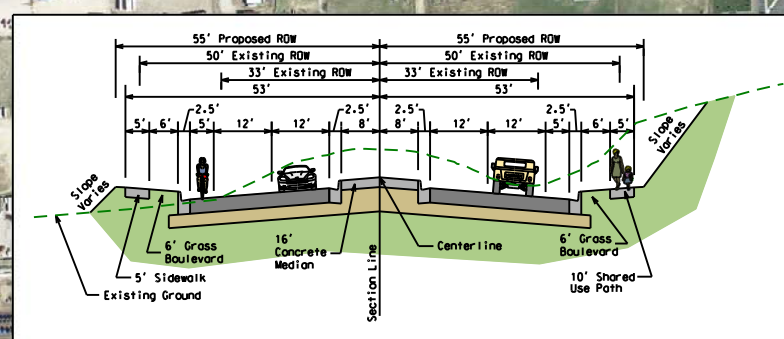 55' Proposed ROW 55' Proposed ROW
50' Existing ROW 50' Existing ROW
33' Existing ROW 33' Existing ROW
53' 53'
2.5' 2.5' 2.5' 2.5'
5' 6' 5' 12' 12' 8' 8' 12' 12' 5' 6' 5'
Slope
Varies
Slope
Varies
6' Grass
Boulevard
5' Sidewalk
Existing Ground
16'
Concrete
Median
Section Line
Centerline
6' Grass
Boulevard
10' Shared
Use Path